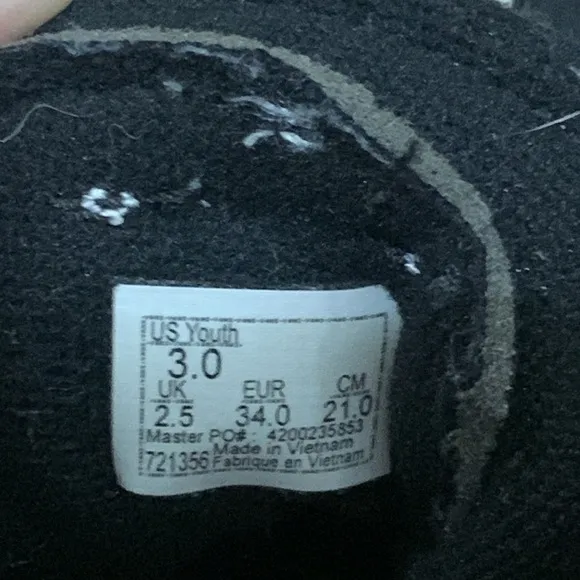 US Youth
3.0
UK EUR CM
2.5 34.0 21.0
Master PO# : 4200235853
Made in Vietnam
721356 Fabrique en Vietnam